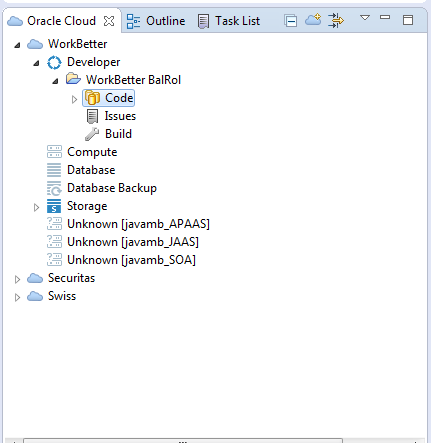 Oracle Cloud Outline Task List
WorkBetter
Developer
WorkBetter BalRol
Code
Issues
Build
Compute
Database
Database Backup
Storage
Unknown [javamb_APAAS]
Unknown [javamb_JAAS]
Unknown [javamb_SOA]
Securitas
Swiss